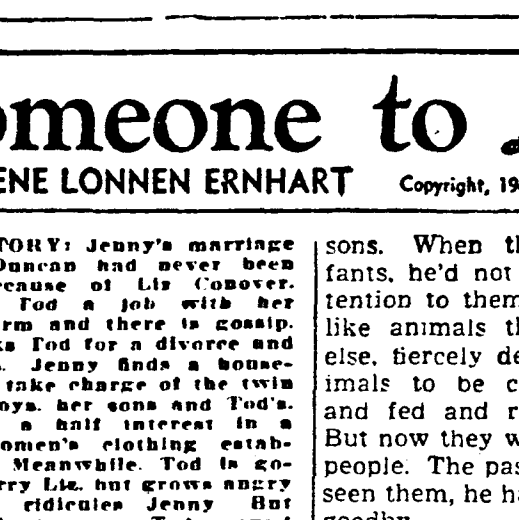 omeone to
ENE LONNEN ERNHART
Copyright, 19
TORY: Jenny's marriage
Duncan had never been
ecause of Liz Conover.
Tod a job with her
rm and there is gossip.
ks Tod for a divorce and
. Jenny finds a house-
take charge of the twin
oys, her sons and Tod's.
a half interest in a
omen's clothing estab-
Meanwhile. Tod is go-
rry Liz, but grows angry
ridicules Jenny But
sons. When th
fants, he'd not
tention to them
like animals th
else, fiercely de
imals to be c
and fed and r
But now they w
people. The pas
seen them, he ha
goodby